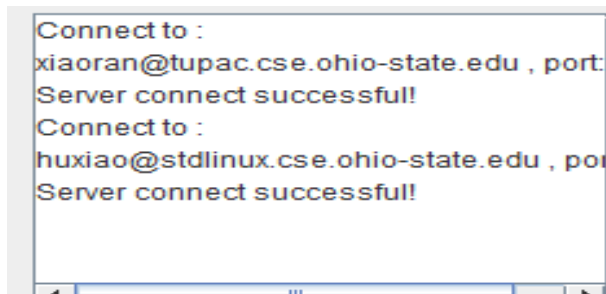 Connect to :
xiaoran@tupac.cse.ohio-state.edu , port:
Server connect successful!
Connect to :
huxiao@stdlinux.cse.ohio-state.edu , por
Server connect successful!